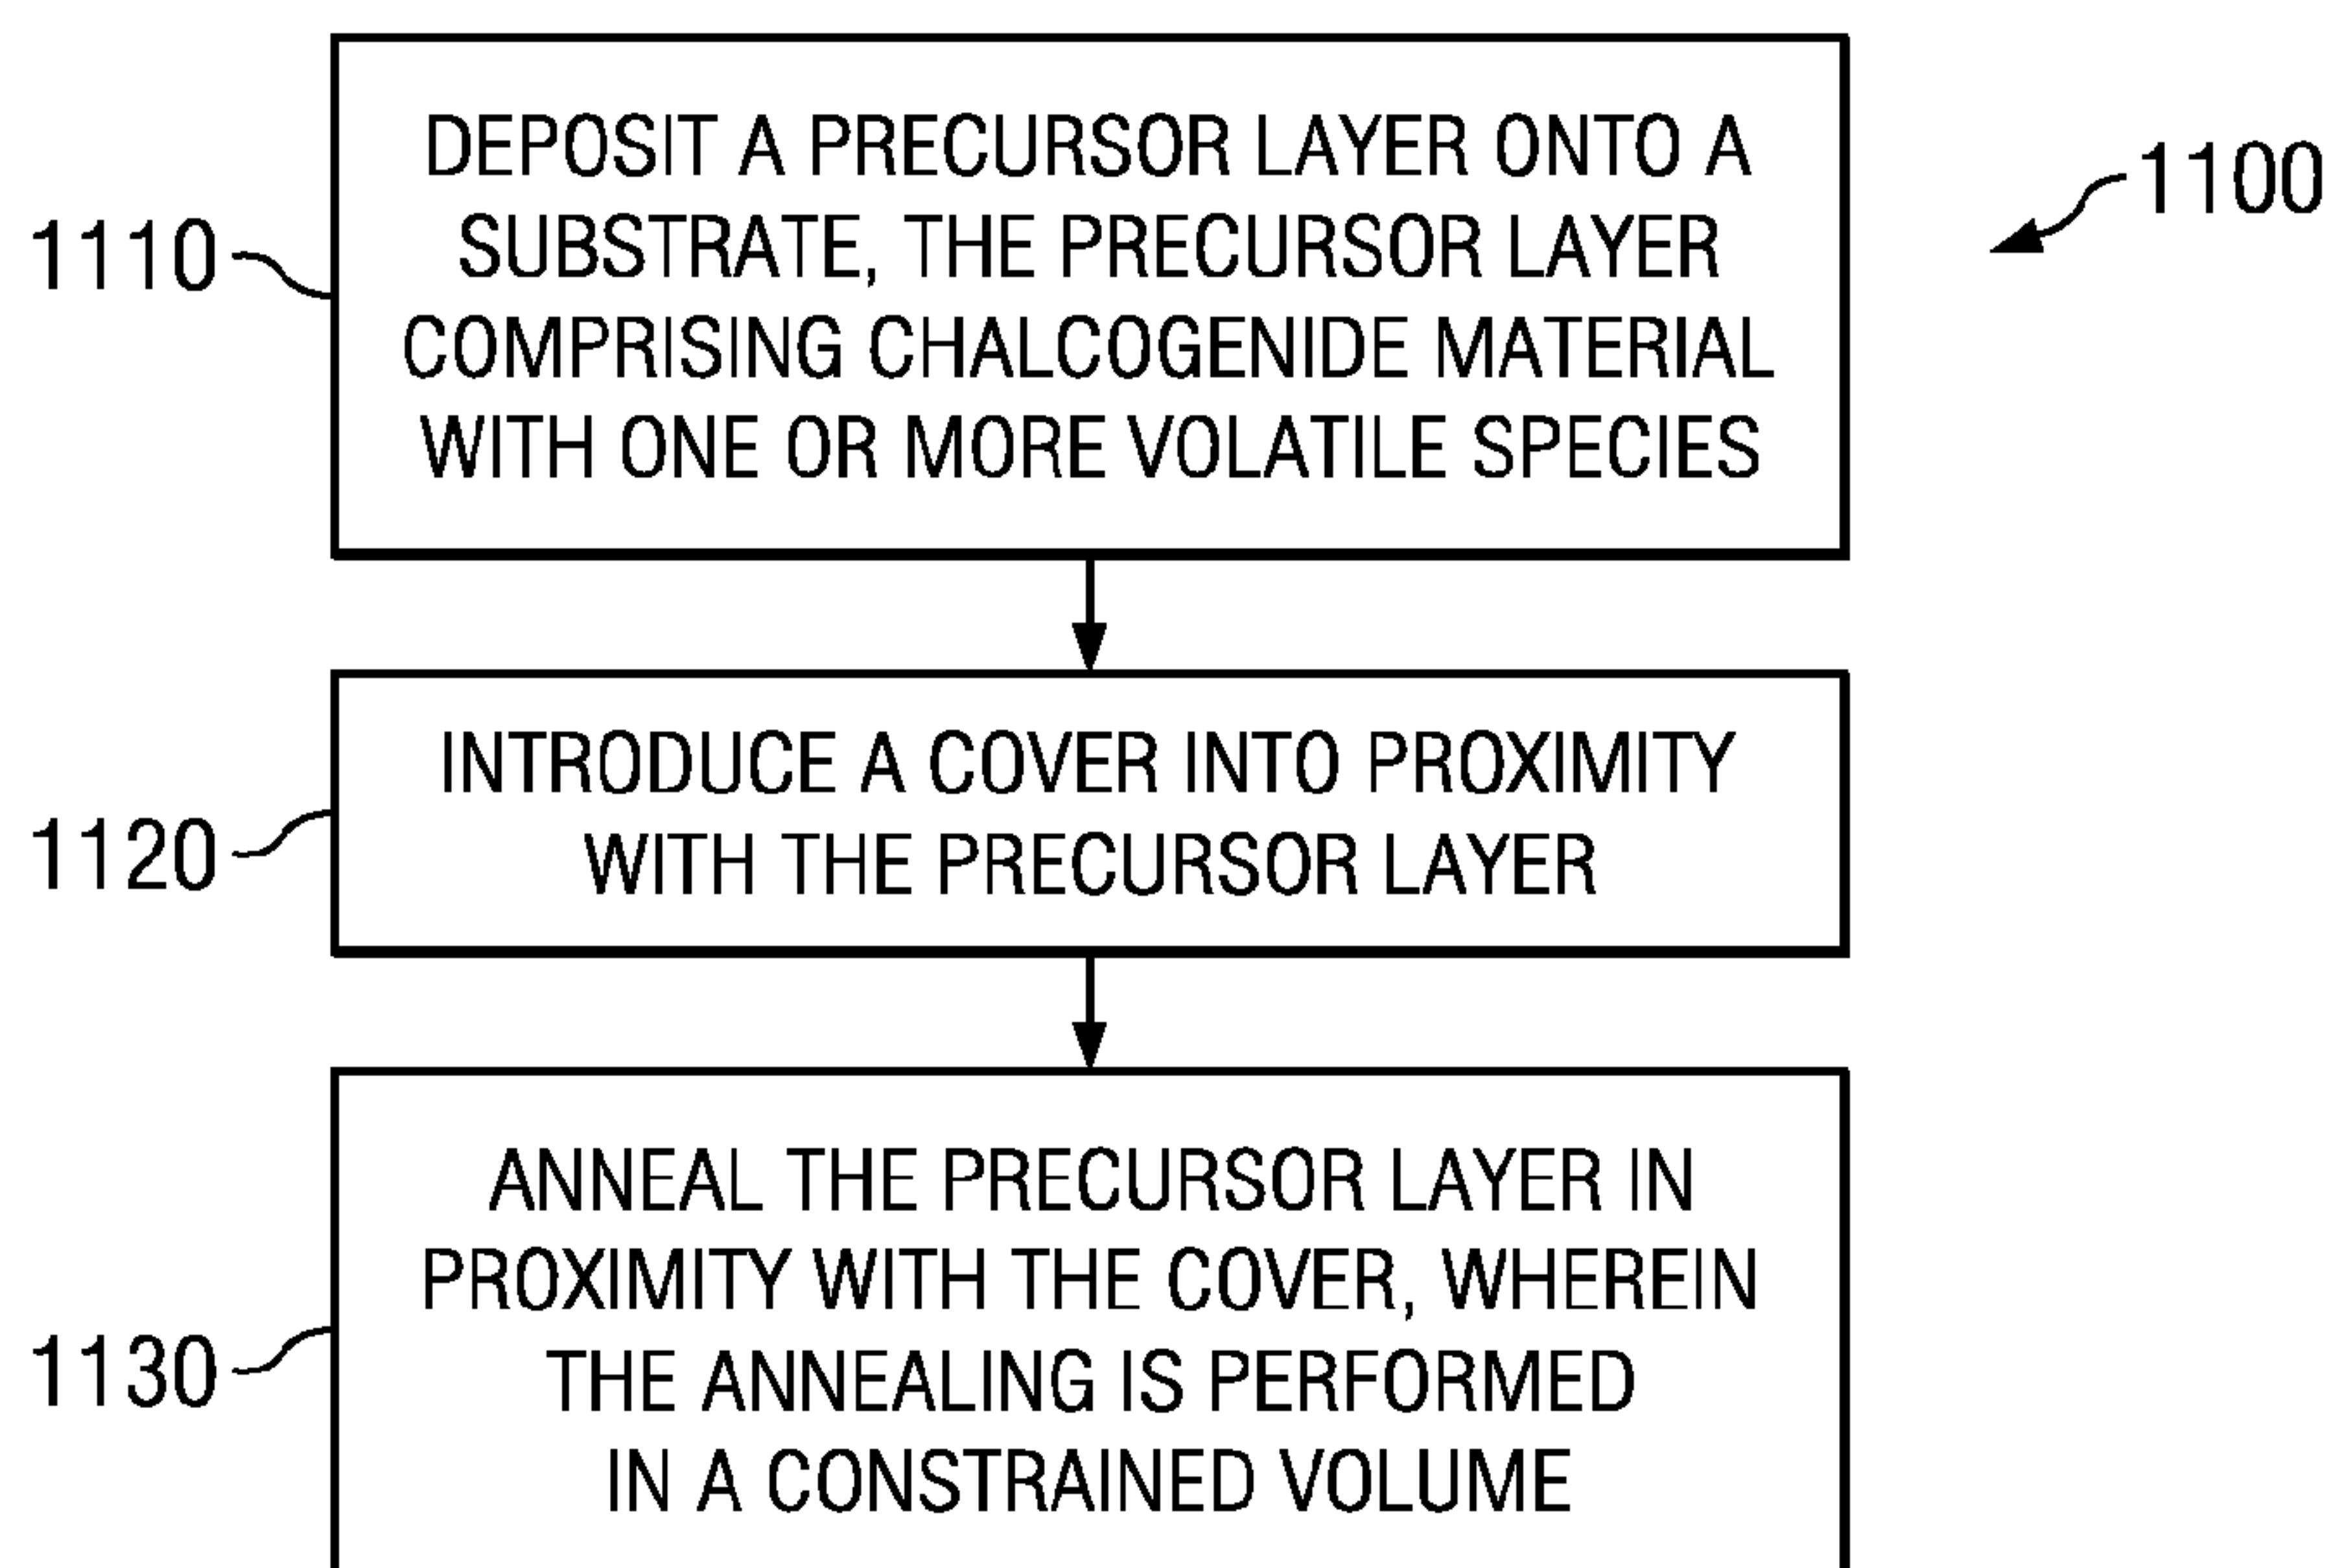 DEPOSIT A PRECURSOR LAYER ONTO A
SUBSTRATE, THE PRECURSOR LAYER
COMPRISING CHALCOGENIDE MATERIAL
WITH ONE OR MORE VOLATILE SPECIES
1100
1110
INTRODUCE A COVER INTO PROXIMITY
WITH THE PRECURSOR LAYER
1120
ANNEAL THE PRECURSOR LAYER IN
PROXIMITY WITH THE COVER, WHEREIN
THE ANNEALING IS PERFORMED
IN A CONSTRAINED VOLUME
1130